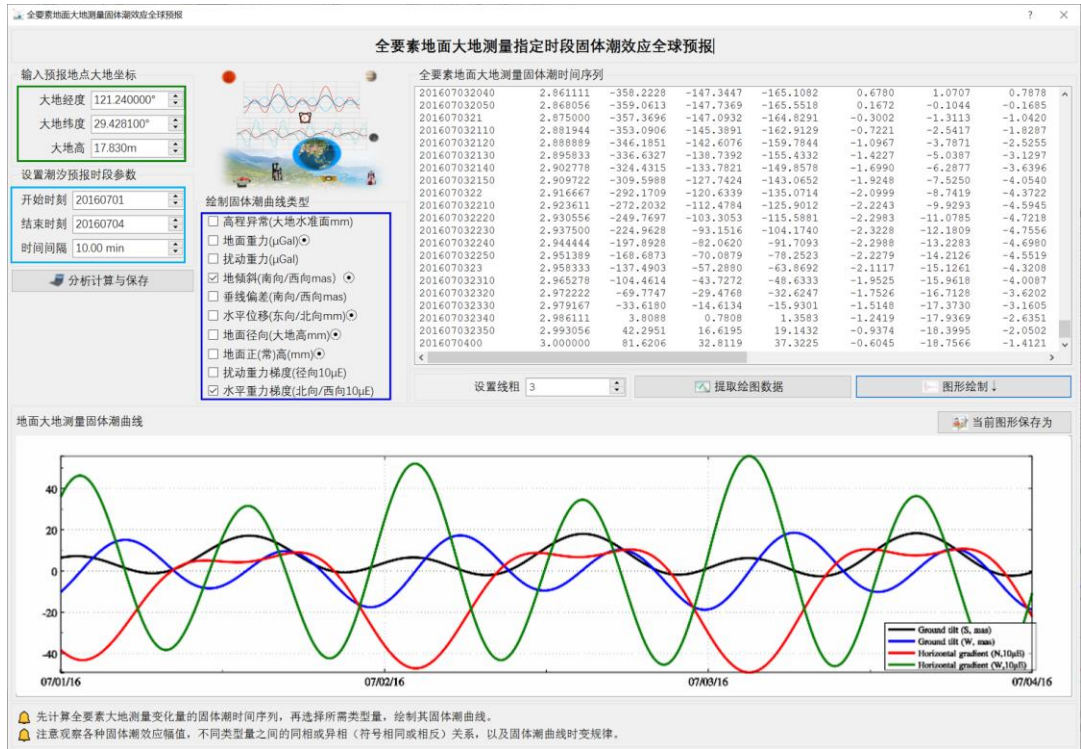 全要素地面大地测量固体潮效应全球预报
? ×
全要素地面大地测量指定时段固体潮效应全球预报
输入预报地点大地坐标
大地经度 121.240000°
大地纬度 29.428100°
大地高 17.830m
设置潮汐预报时段参数
开始时刻 20160701
结束时刻 20160704
时间间隔 10.00 min
分析计算与保存
绘制固体潮曲线类型
高程异常(大地水准面mm)
地面重力(μGal)⊙
扰动重力(μGal)
地倾斜(南向/西向mas) ⊙
垂线偏差(南向/西向mas)
水平位移(东向/北向mm)⊙
地面径向(大地高mm)⊙
地面正(常)高(mm)⊙
扰动重力梯度(径向10μE)
水平重力梯度(北向/西向10μE)
全要素地面大地测量固体潮时间序列
201607032040 2.861111 -358.2228 -147.3447 -165.1082 0.6780 1.0707 0.7878
201607032050 2.868056 -359.0613 -147.7369 -165.5518 0.1672 -0.1044 -0.1685
2016070321 2.875000 -357.3696 -147.0932 -164.8291 -0.3002 -1.3113 -1.0420
201607032110 2.881944 -353.0906 -145.3891 -162.9129 -0.7221 -2.5417 -1.8287
201607032120 2.888889 -346.1851 -142.6076 -159.7844 -1.0967 -3.7871 -2.5255
201607032130 2.895833 -336.6327 -138.7392 -155.4332 -1.4227 -5.0387 -3.1297
201607032140 2.902778 -324.4315 -133.7821 -149.8578 -1.6990 -6.2877 -3.6396
201607032150 2.909722 -309.5988 -127.7424 -143.0652 -1.9248 -7.5250 -4.0540
2016070322 2.916667 -292.1709 -120.6339 -135.0714 -2.0999 -8.7419 -4.3722
201607032210 2.923611 -272.2032 -112.4784 -125.9012 -2.2243 -9.9293 -4.5945
201607032220 2.930556 -249.7697 -103.3053 -115.5881 -2.2983 -11.0785 -4.7218
201607032230 2.937500 -224.9628 -93.1516 -104.1740 -2.3228 -12.1809 -4.7556
201607032240 2.944444 -197.8928 -82.0620 -91.7093 -2.2988 -13.2283 -4.6980
201607032250 2.951389 -168.6873 -70.0879 -78.2523 -2.2279 -14.2126 -4.5519
2016070323 2.958333 -137.4903 -57.2880 -63.8692 -2.1117 -15.1261 -4.3208
201607032310 2.965278 -104.4614 -43.7272 -48.6333 -1.9525 -15.9618 -4.0087
201607032320 2.972222 -69.7747 -29.4768 -32.6247 -1.7526 -16.7128 -3.6202
201607032330 2.979167 -33.6180 -14.6134 -15.9301 -1.5148 -17.3730 -3.1605
201607032340 2.986111 3.8088 0.7808 1.3583 -1.2419 -17.9369 -2.6351
201607032350 2.993056 42.2951 16.6195 19.1432 -0.9374 -18.3995 -2.0502
2016070400 3.000000 81.6206 32.8119 37.3225 -0.6045 -18.7566 -1.4121
设置线粗 3
提取绘图数据
图形绘制↓
地面大地测量固体潮曲线
当前图形保存为
40
20
0
-20
-40
Ground tilt (S, mas)
Ground tilt (W, mas)
Horizontal gradient (N,10μE)
Horizontal gradient (W,10μE)
07/01/16 07/02/16 07/03/16 07/04/16
先计算全要素大地测量变化量的固体潮时间序列，再选择所需类型量，绘制其固体潮曲线。
注意观察各种固体潮效应幅值，不同类型量之间的同相或异相（符号相同或相反）关系，以及固体潮曲线时变规律。